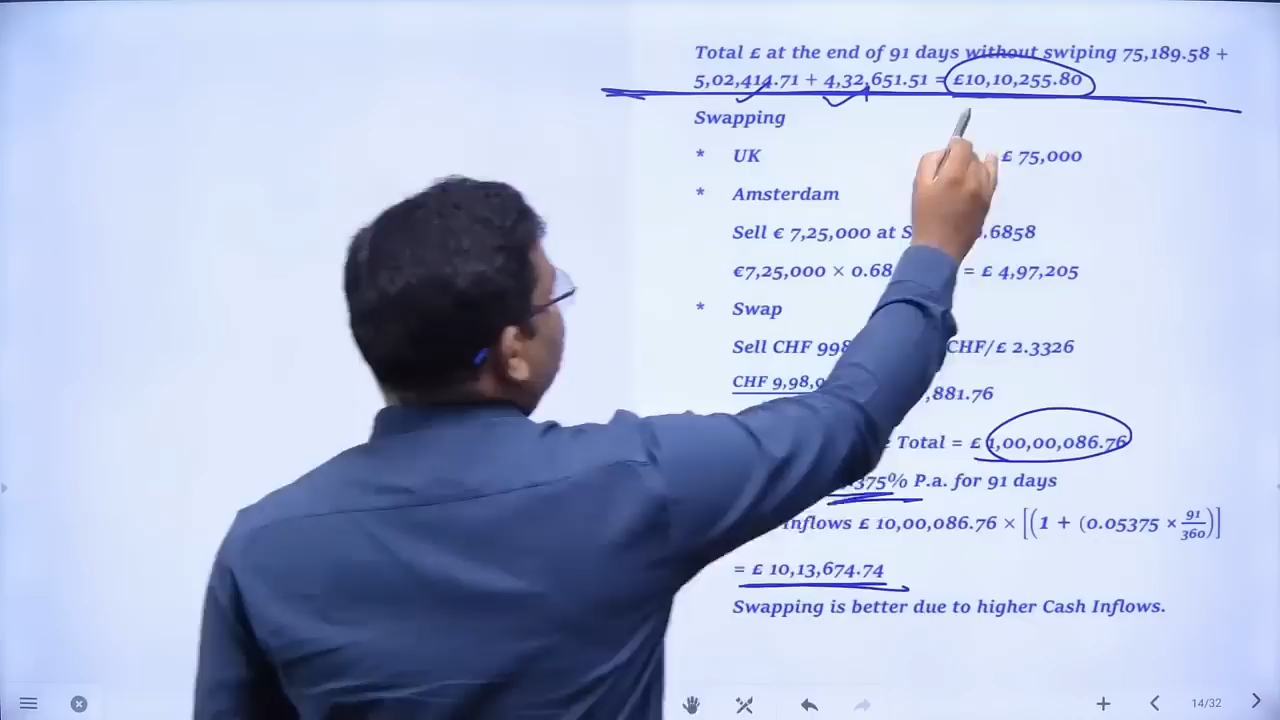 Total £ at the end of 91 days without swiping 75,189.58 +
5,02,414.71 + 4,32,651.51 = £10,10,255.80
Swapping
* UK £ 75,000
* Amsterdam
Sell € 7,25,000 at .6858
€7,25,000 × 0.68 = £ 4,97,205
* Swap
Sell CHF 998 CHF/£ 2.3326
CHF 9,98,0 ,881.76
Total = £ 1,00,00,086.76
.375% P.a. for 91 days
Inflows £ 10,00,086.76 × [(1 + (0.05375 × 91/360)]
= £ 10,13,674.74
Swapping is better due to higher Cash Inflows.
14/32